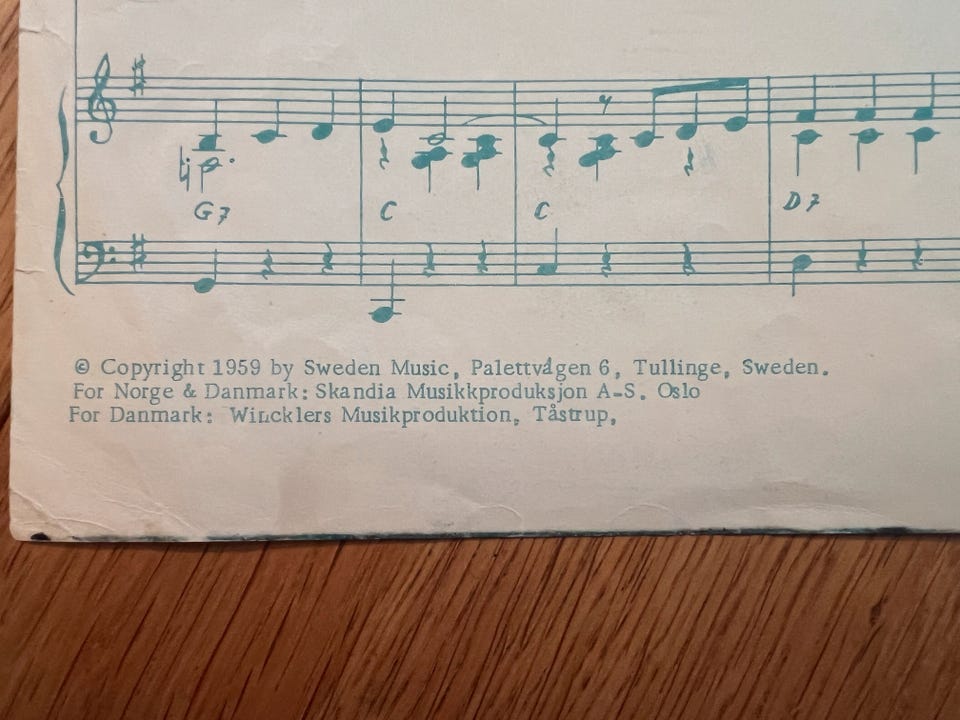 G7 C C D7
© Copyright 1959 by Sweden Music, Palettvägen 6, Tullinge, Sweden.
For Norge & Danmark: Skandia Musikkproduksjon A-S. Oslo
For Danmark: Wincklers Musikproduktion, Tåstrup,